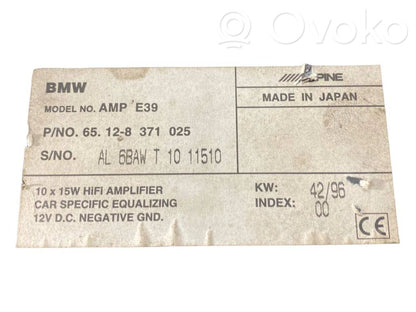 Ovoko
.com
BMW
MODEL NO. AMP E39
P/NO. 65. 12-8 371 025
S/NO. AL 6BAW T 10 11510
10 x 15W HIFI AMPLIFIER
CAR SPECIFIC EQUALIZING
12V D.C. NEGATIVE GND.
ALPINE
MADE IN JAPAN
KW: 42/96
INDEX: 00
CE